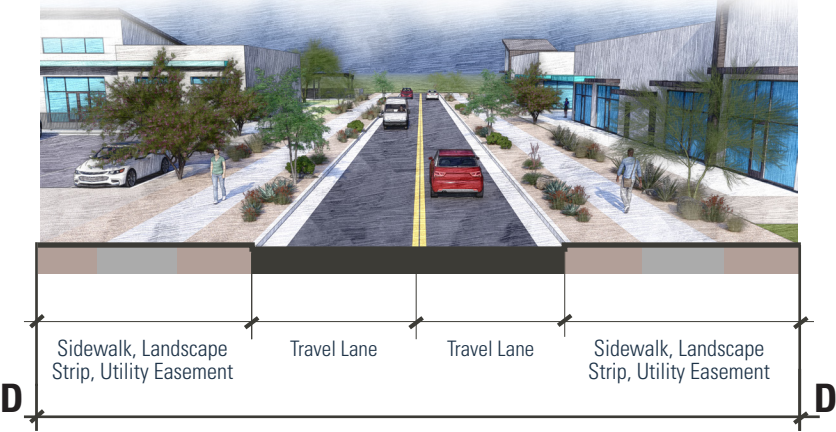 Sidewalk, Landscape
Strip, Utility Easement
Travel Lane
Travel Lane
Sidewalk, Landscape
Strip, Utility Easement
D
D